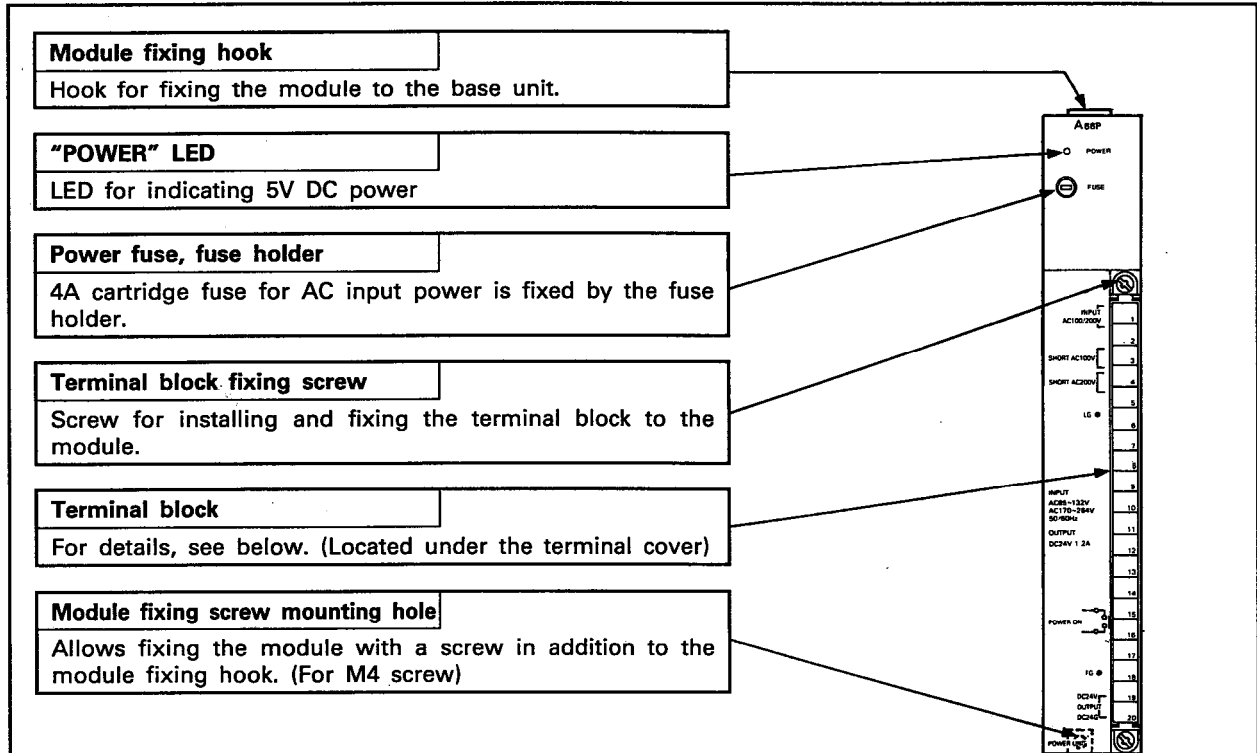 Module fixing hook
Hook for fixing the module to the base unit.
"POWER" LED
LED for indicating 5V DC power
Power fuse, fuse holder
4A cartridge fuse for AC input power is fixed by the fuse
holder.
Terminal block fixing screw
Screw for installing and fixing the terminal block to the
module.
Terminal block
For details, see below. (Located under the terminal cover)
Module fixing screw mounting hole
Allows fixing the module with a screw in addition to the
module fixing hook. (For M4 screw)
A66P
POWER
FUSE
INPUT
AC100/200V
1
2
SHORT AC100V
3
SHORT AC200V
4
5
LG
6
7
8
9
INPUT
AC85~132V
AC170~264V
50/60Hz
10
OUTPUT
DC24V 1.2A
11
12
13
14
15
POWER ON
16
17
FG
18
DC24V
19
OUTPUT
DC24G
20
POWER UNIT